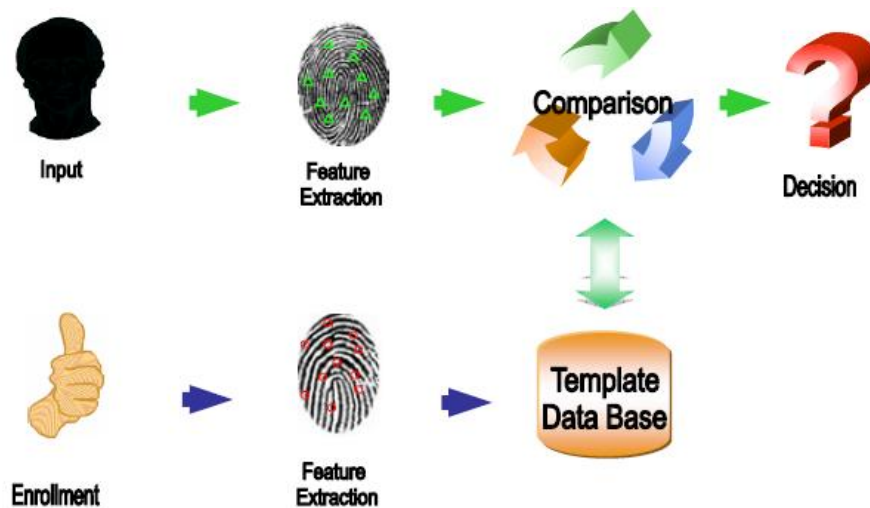 Input
Feature
Extraction
Comparison
Decision
Enrollment
Feature
Extraction
Template
Data Base